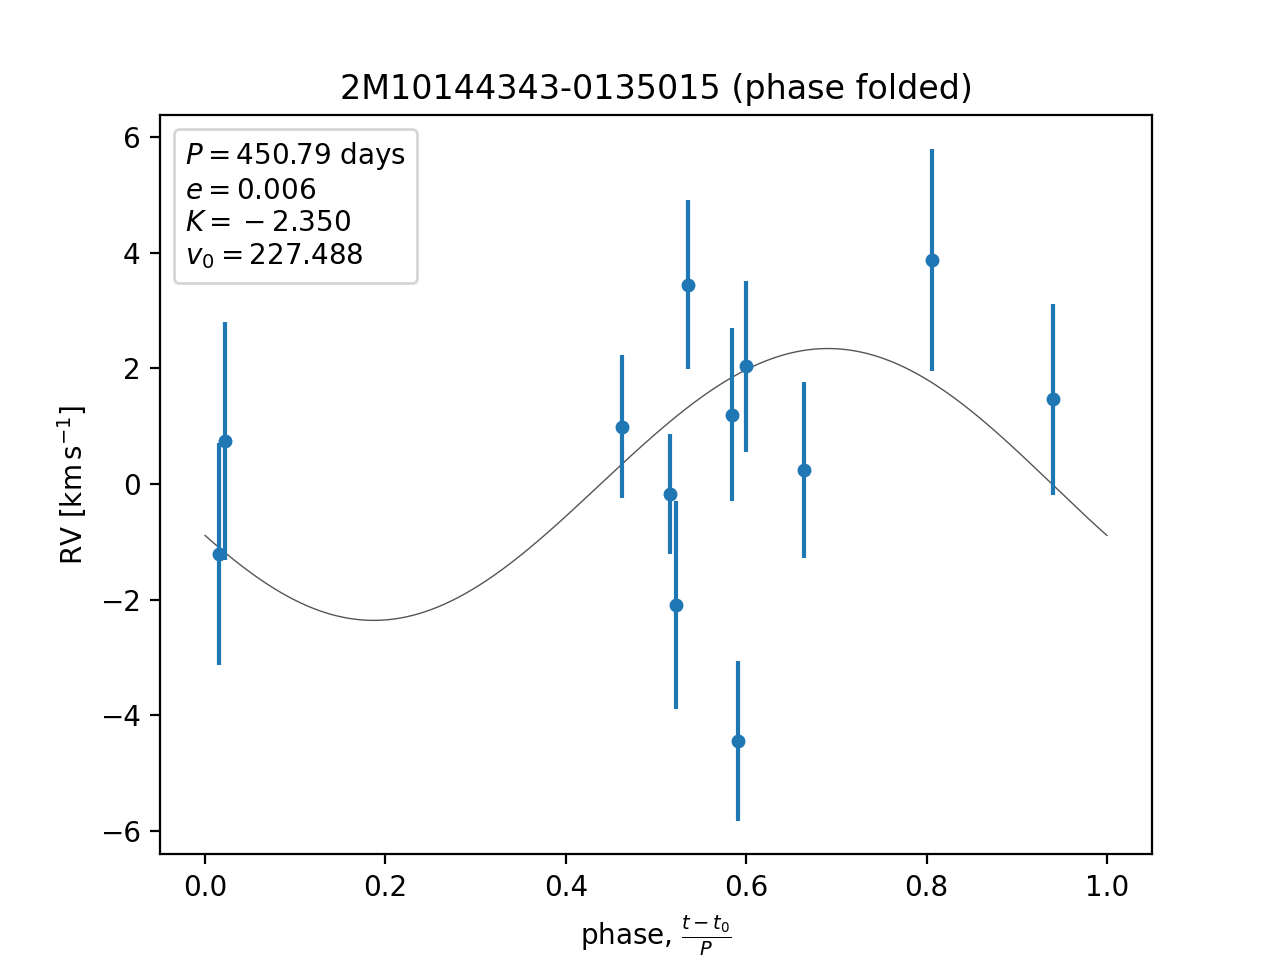 2M10144343-0135015 (phase folded)
P = 450.79 days
e = 0.006
K = −2.350
v₀ = 227.488
6
4
2
0
−2
−4
−6
RV [km s⁻¹]
0.0 0.2 0.4 0.6 0.8 1.0
phase, (t − t₀)/P